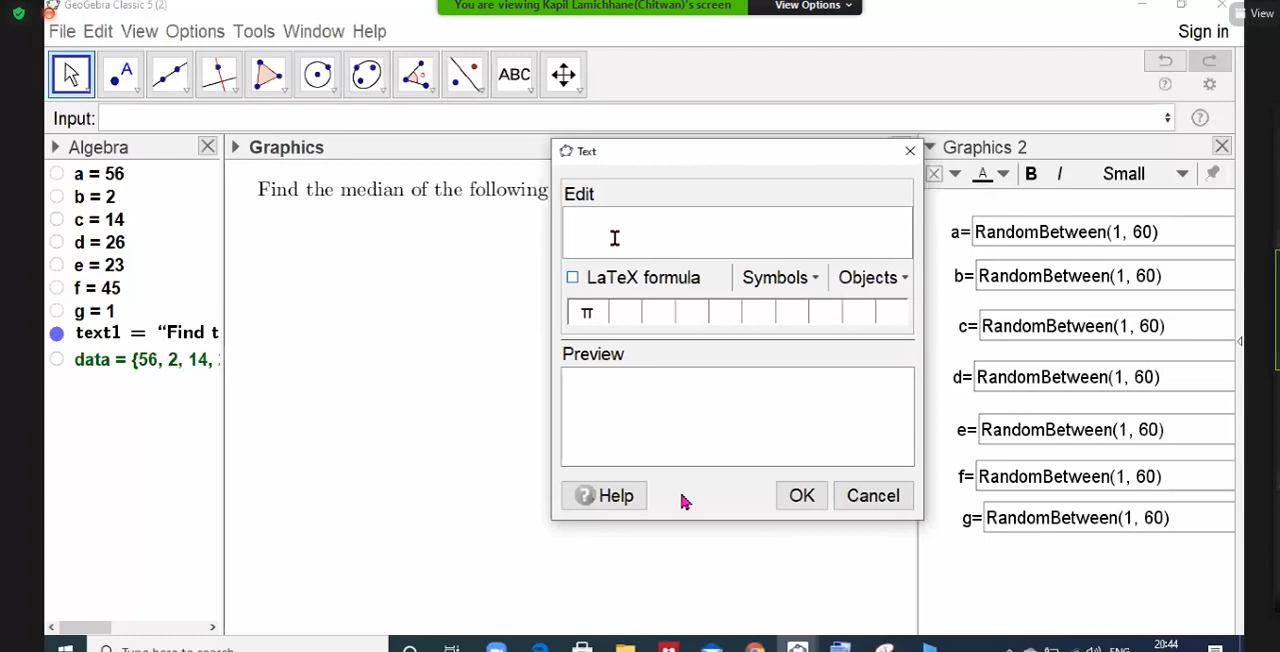 GeoGebra Classic 5 (2)
You are viewing Kapil Lamichhane(Chitwan)'s screen
View Options
View
File Edit View Options Tools Window Help
Sign in
A
ABC
Input:
Algebra
Graphics
Graphics 2
a = 56
b = 2
c = 14
d = 26
e = 23
f = 45
g = 1
text1 = "Find t
data = {56, 2, 14,
Find the median of the following
Text
Edit
LaTeX formula
Symbols
Objects
π
Preview
Help
OK
Cancel
A B I Small
a= RandomBetween(1, 60)
b= RandomBetween(1, 60)
c= RandomBetween(1, 60)
d= RandomBetween(1, 60)
e= RandomBetween(1, 60)
f= RandomBetween(1, 60)
g= RandomBetween(1, 60)
Type here to search
ENG
20:44